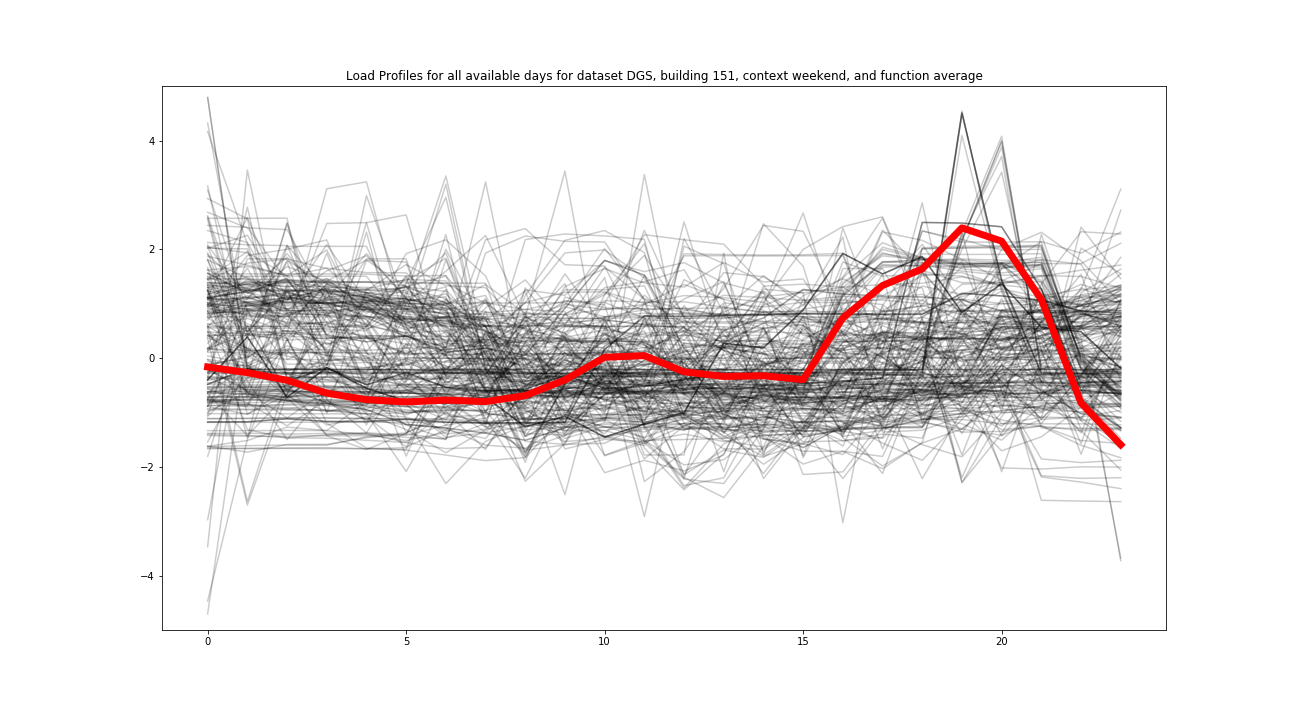 Load Profiles for all available days for dataset DGS, building 151, context weekend, and function average
4
2
0
−2
−4
0 5 10 15 20